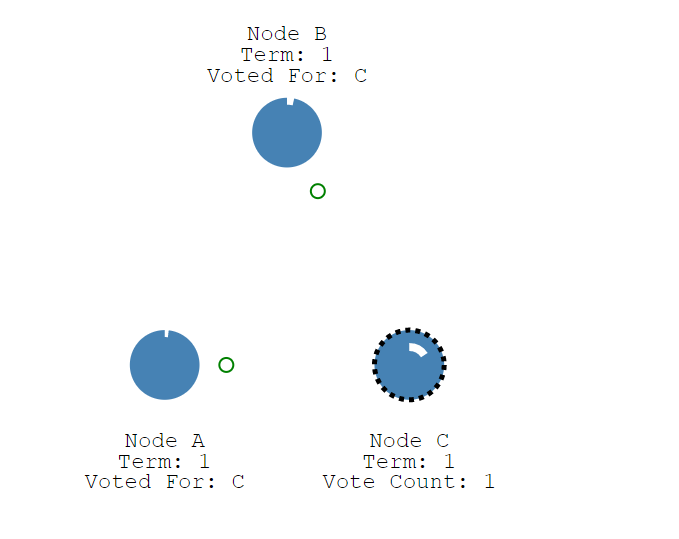 Node B
Term: 1
Voted For: C
Node A
Term: 1
Voted For: C
Node C
Term: 1
Vote Count: 1